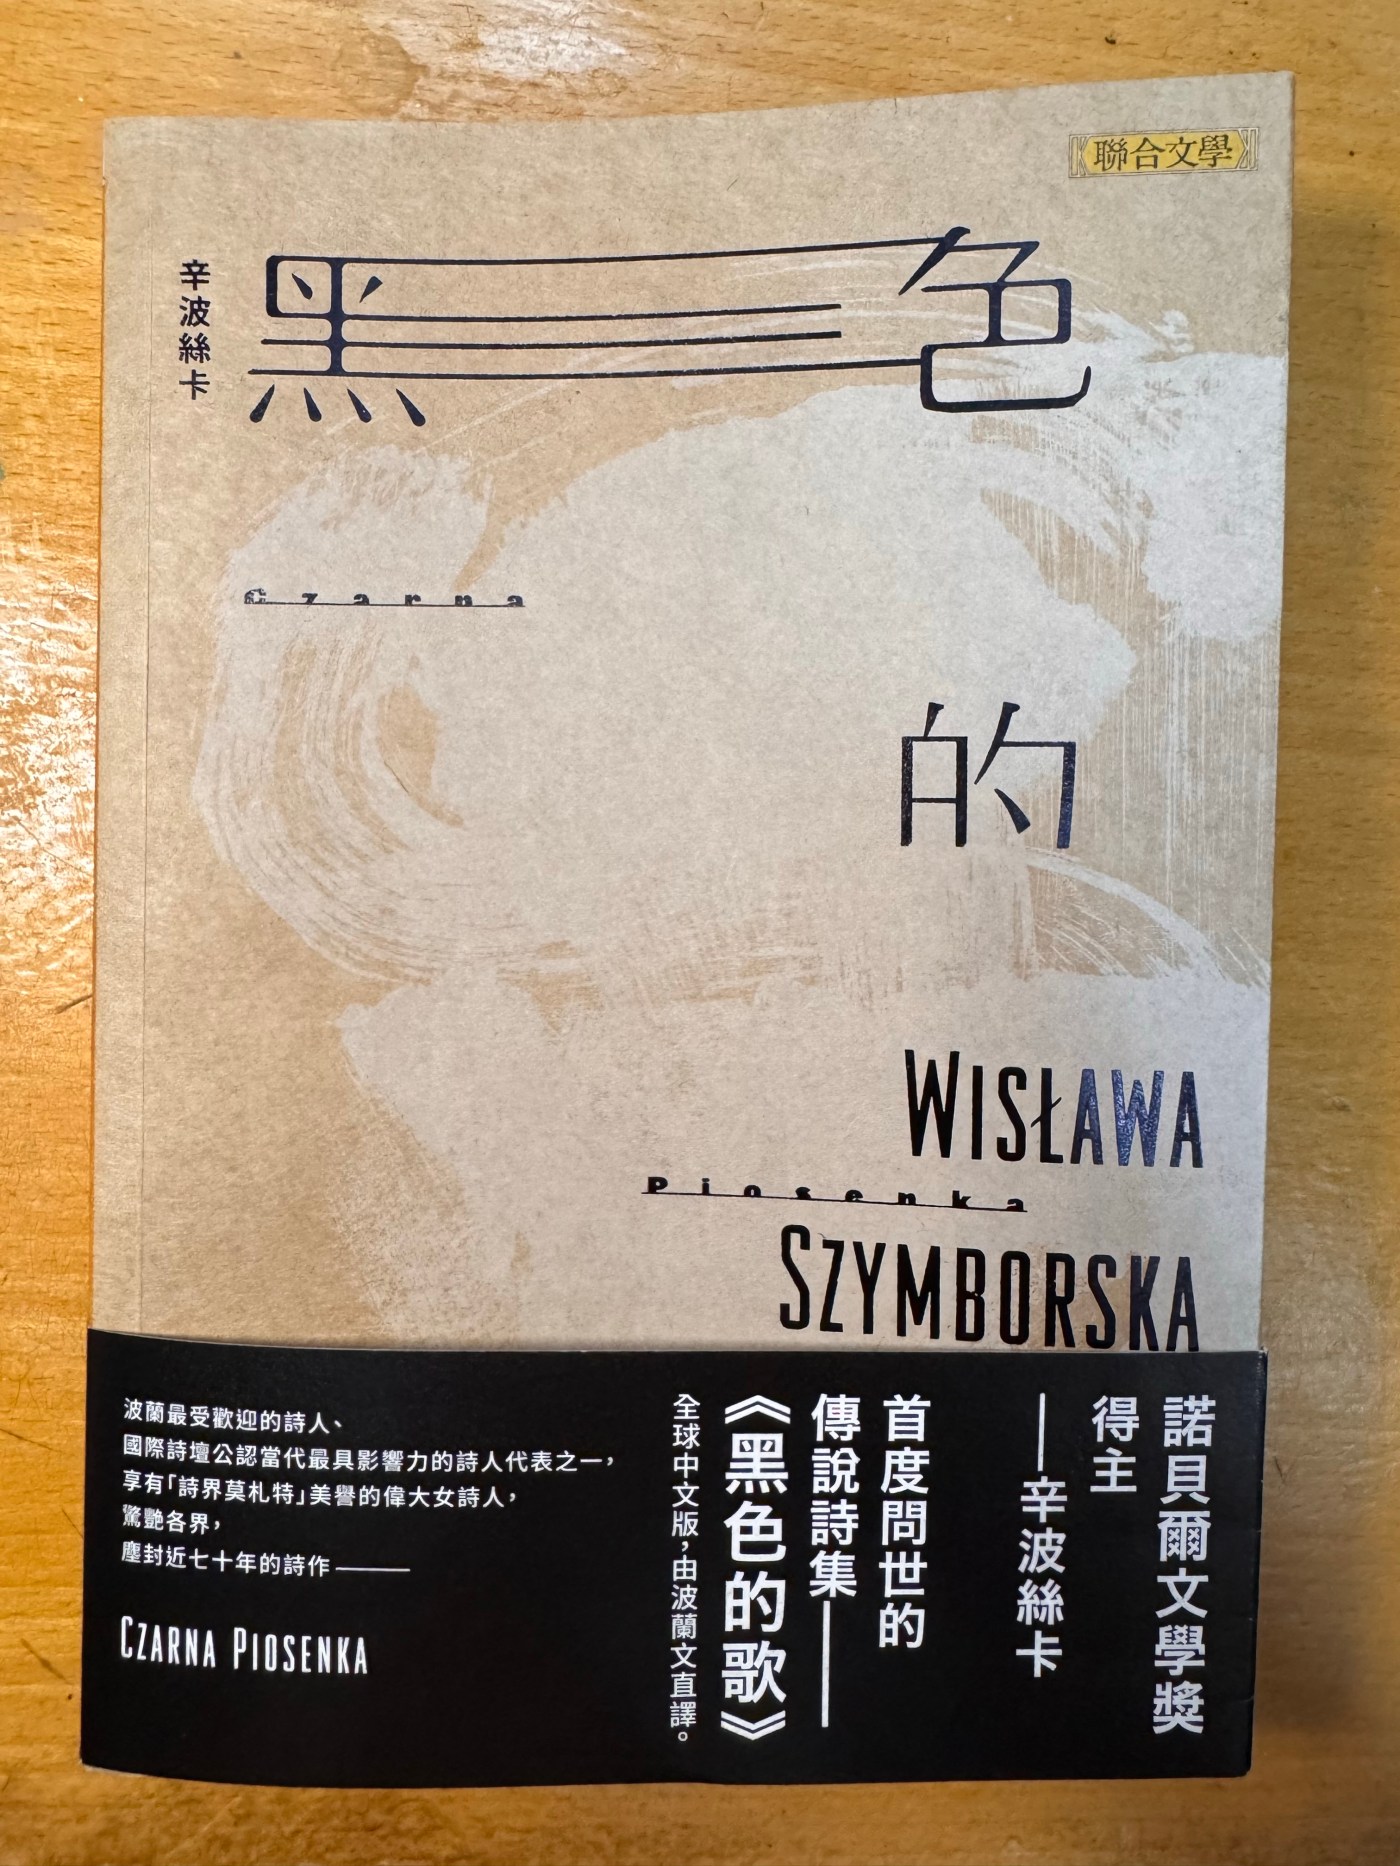 聯合文學
辛波絲卡
黑色
Czarna
的
WISŁAWA
Piosenka
SZYMBORSKA
諾貝爾文學獎
得主
——辛波絲卡
首度問世的
傳說詩集——
《黑色的歌》
全球中文版，由波蘭文直譯。
波蘭最受歡迎的詩人、
國際詩壇公認當代最具影響力的詩人代表之一，
享有「詩界莫札特」美譽的偉大女詩人，
驚艷各界，
塵封近七十年的詩作——
CZARNA PIOSENKA